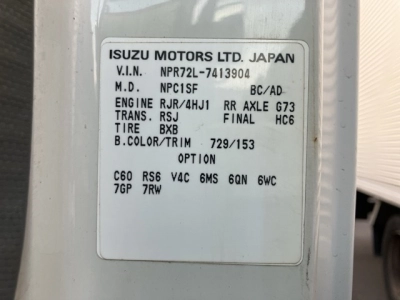 ISUZU MOTORS LTD. JAPAN
V.I.N. NPR72L-7413904
M.D. NPC1SF BC/AD
ENGINE RJR/4HJ1 RR AXLE G73
TRANS. RSJ FINAL HC6
TIRE BXB
B.COLOR/TRIM 729/153
OPTION
C60 RS6 V4C 6MS 6QN 6WC
7GP 7RW